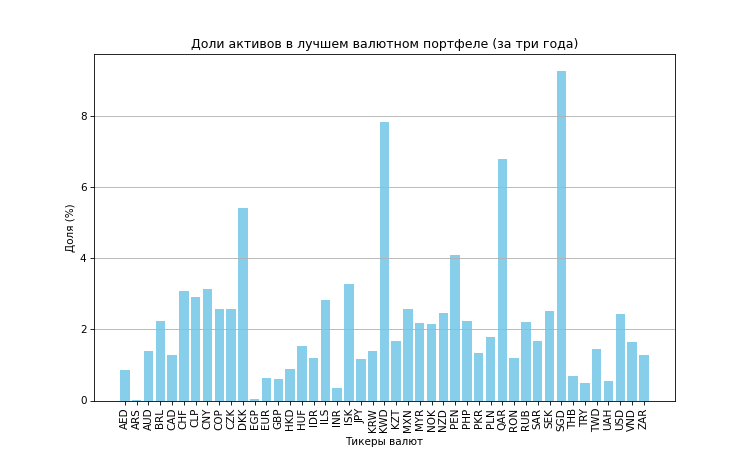 Доли активов в лучшем валютном портфеле (за три года)
Доля (%)
8
6
4
2
0
AED
ARS
AUD
BRL
CAD
CHF
CLP
CNY
COP
CZK
DKK
EGP
EUR
GBP
HKD
HUF
IDR
ILS
INR
ISK
JPY
KRW
KWD
KZT
MXN
MYR
NOK
NZD
PEN
PHP
PKR
PLN
QAR
RON
RUB
SAR
SEK
SGD
THB
TRY
TWD
UAH
USD
VND
ZAR
Тикеры валют